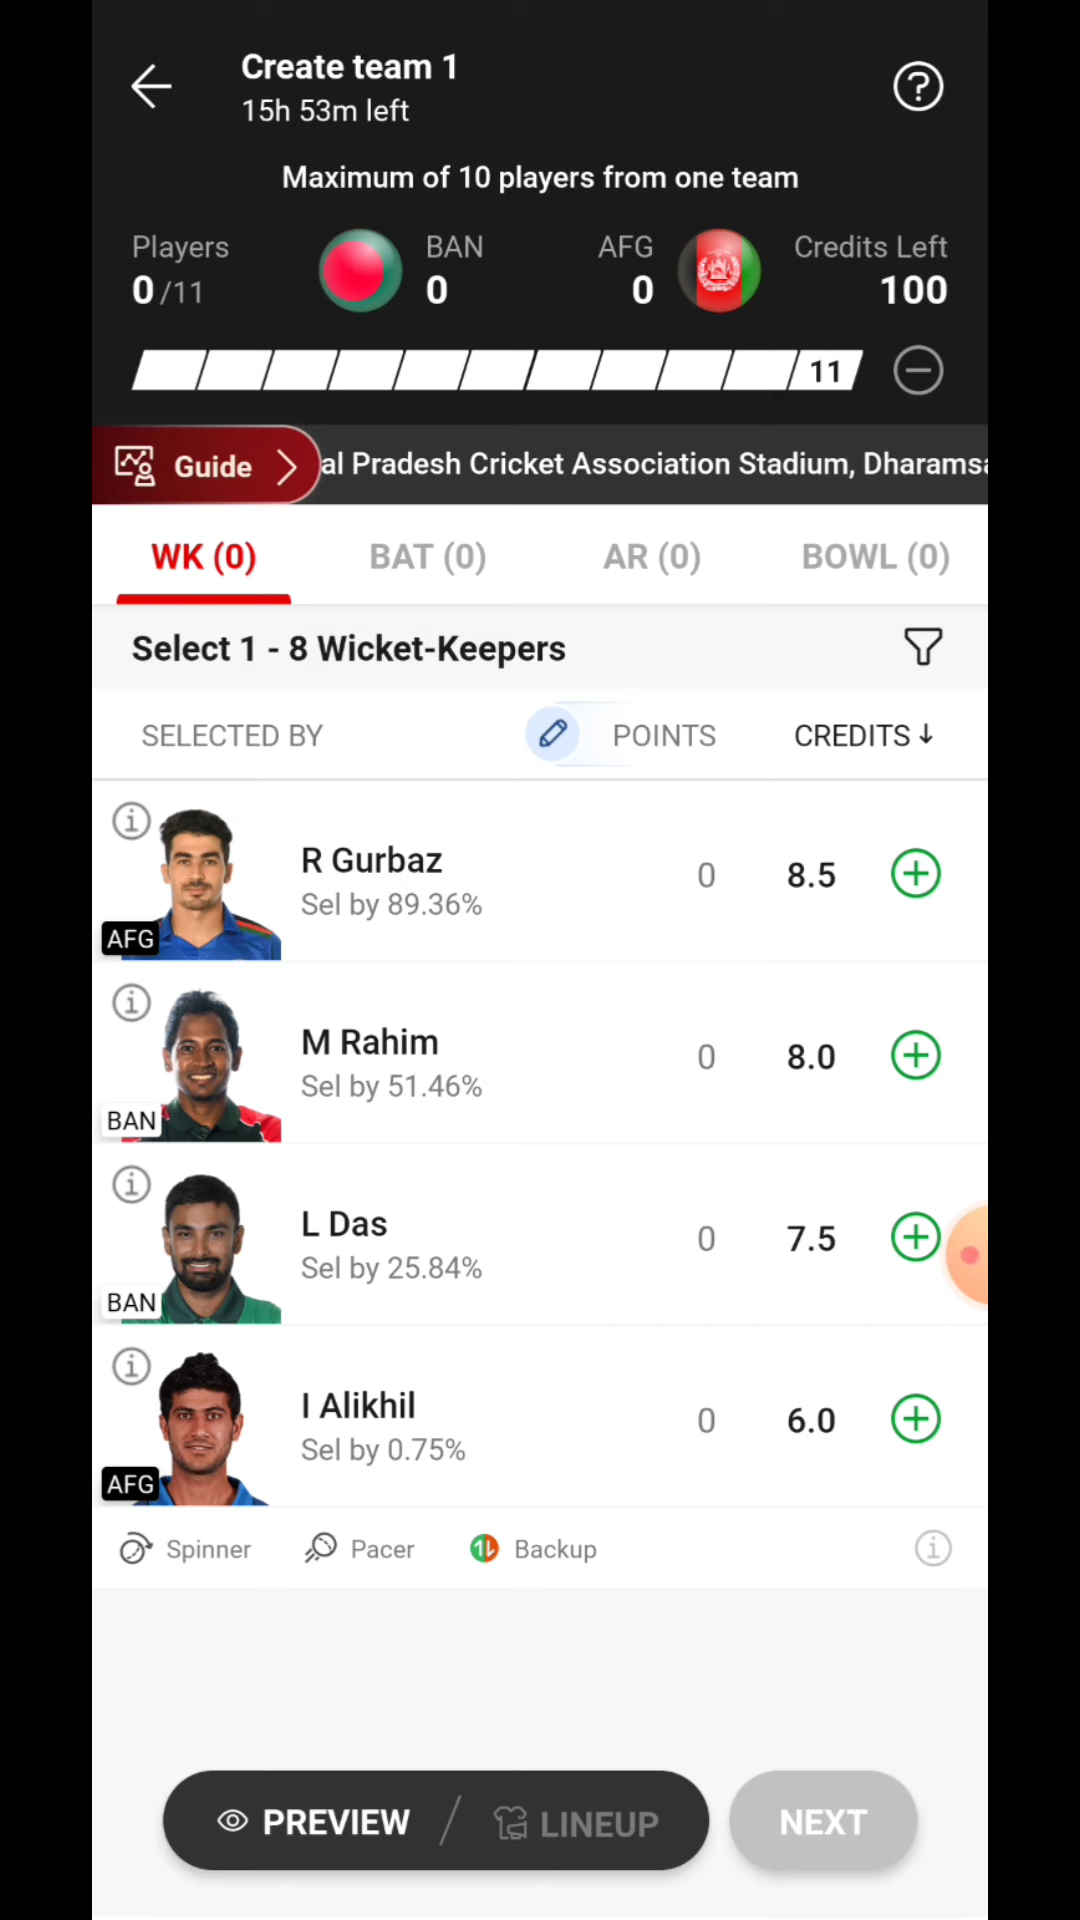 Create team 1
15h 53m left
Maximum of 10 players from one team
Players BAN AFG Credits Left
0 /11 0 0 100
11
Guide al Pradesh Cricket Association Stadium, Dharamsa
WK (0) BAT (0) AR (0) BOWL (0)
Select 1 - 8 Wicket-Keepers
SELECTED BY POINTS CREDITS ↓
R Gurbaz 0 8.5
Sel by 89.36%
AFG
M Rahim 0 8.0
Sel by 51.46%
BAN
L Das 0 7.5
Sel by 25.84%
BAN
I Alikhil 0 6.0
Sel by 0.75%
AFG
Spinner Pacer Backup
PREVIEW / LINEUP NEXT